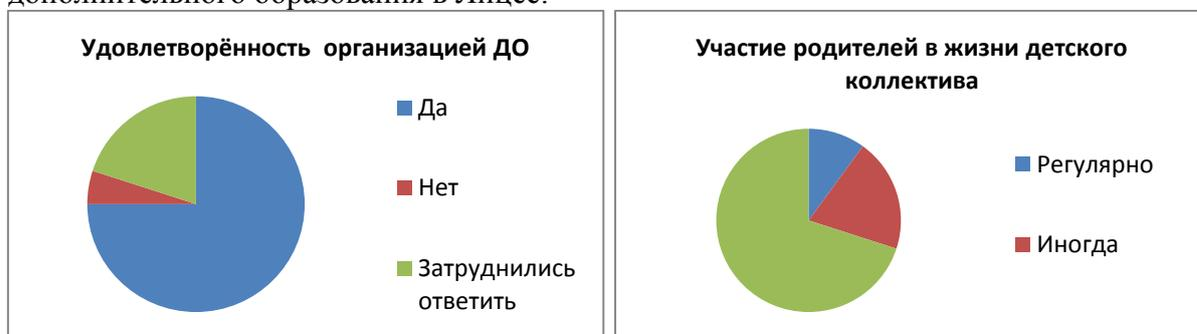 дополнительного образования в Лицее.
Удовлетворённость организацией ДО
Да
Нет
Затруднились
ответить
Участие родителей в жизни детского
коллектива
Регулярно
Иногда